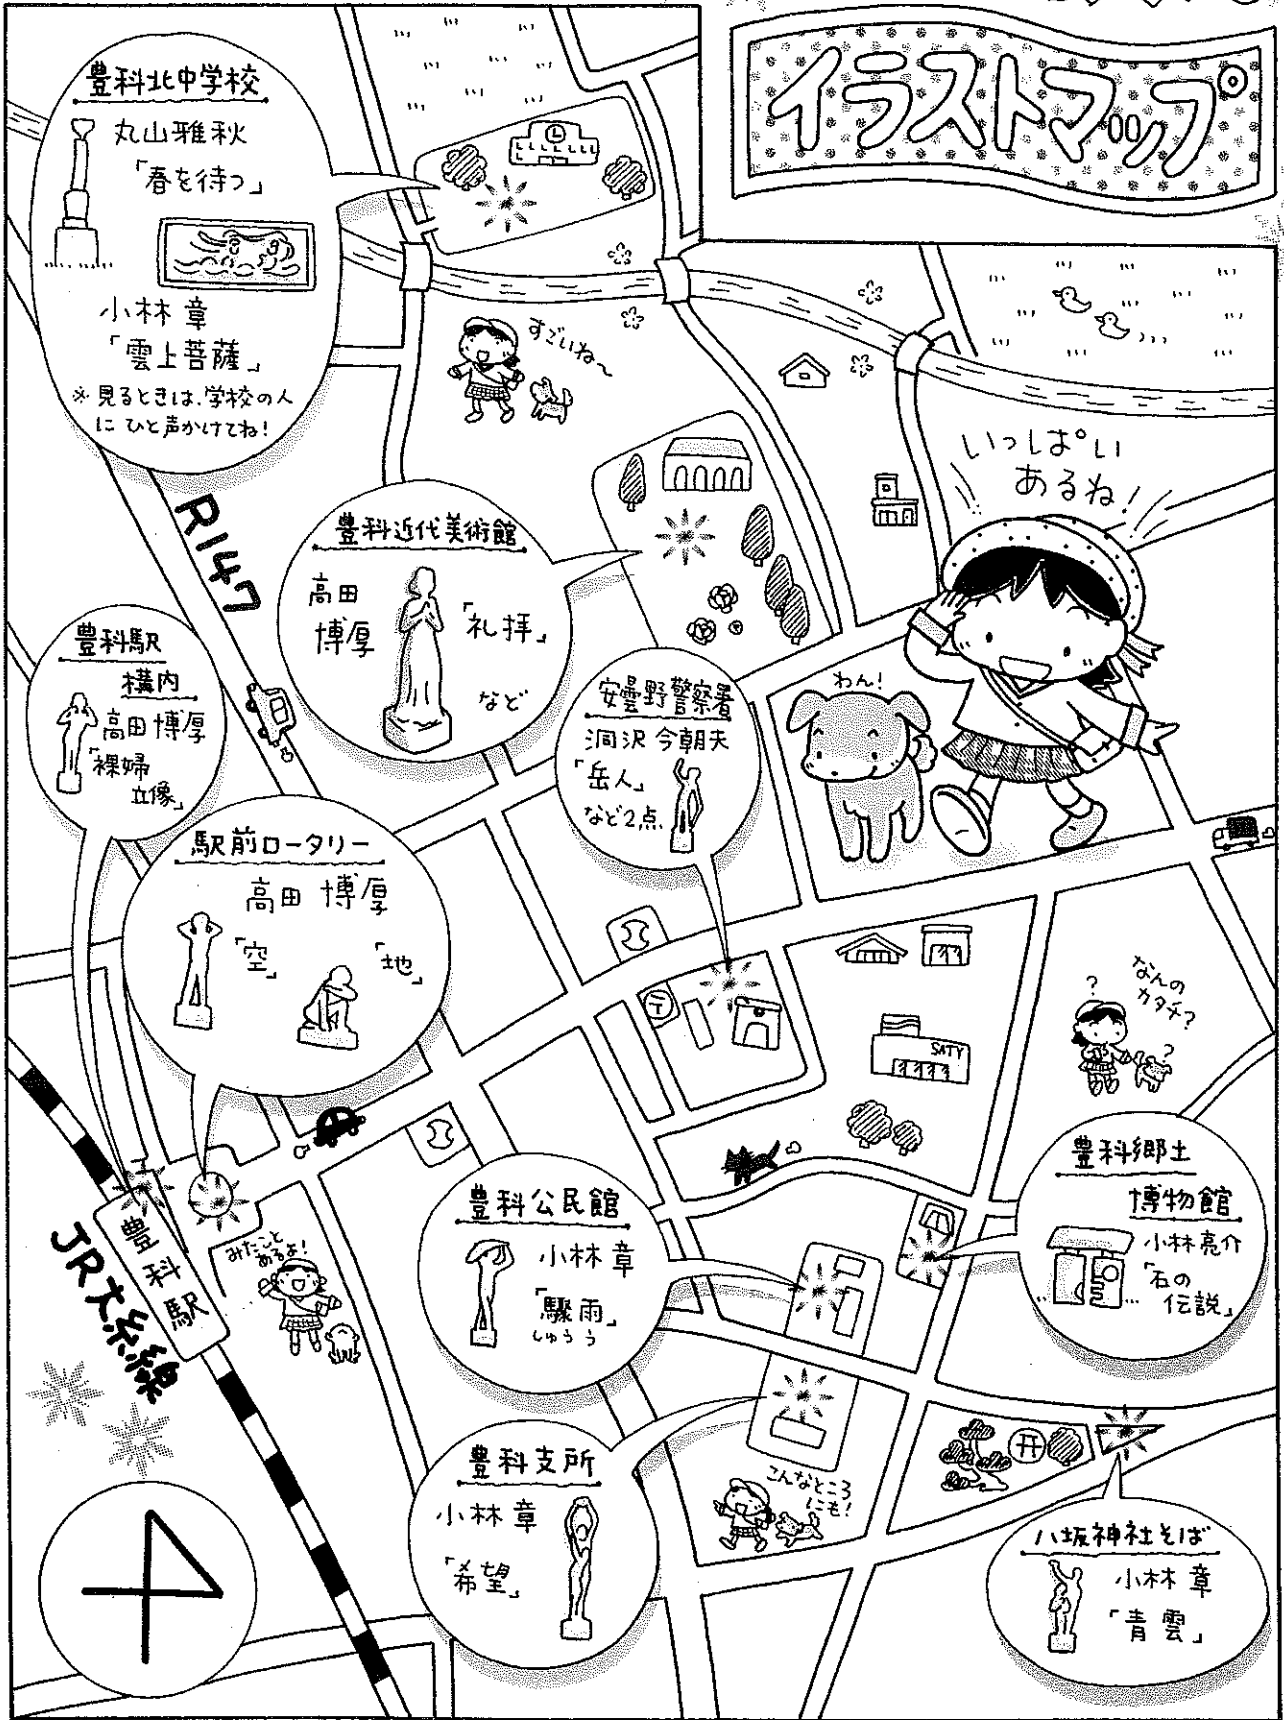 イラストマップ
豊科北中学校
丸山雅秋
「春を待つ」
小林 章
「雲上菩薩」
※見るときは、学校の人
にひと声かけてね!
すごいね〜
いっぱい
あるね!
R147
豊科近代美術館
高田
博厚
「礼拝」
など
豊科駅
構内
高田博厚
「裸婦
立像」
安曇野警察署
洞沢 今朝夫
「岳人」
など2点
わん!
駅前ロータリー
高田 博厚
「空」
「地」
〒
SATY
?
なんの
カタチ?
?
豊科郷土
博物館
小林亮介
「石の
伝説」
豊科公民館
小林 章
「驟雨」
しゅうう
みたこと
あるよ!
豊科駅
JR大糸線
豊科支所
小林 章
「希望」
こんなところ
にも!
八坂神社そば
小林 章
「青雲」